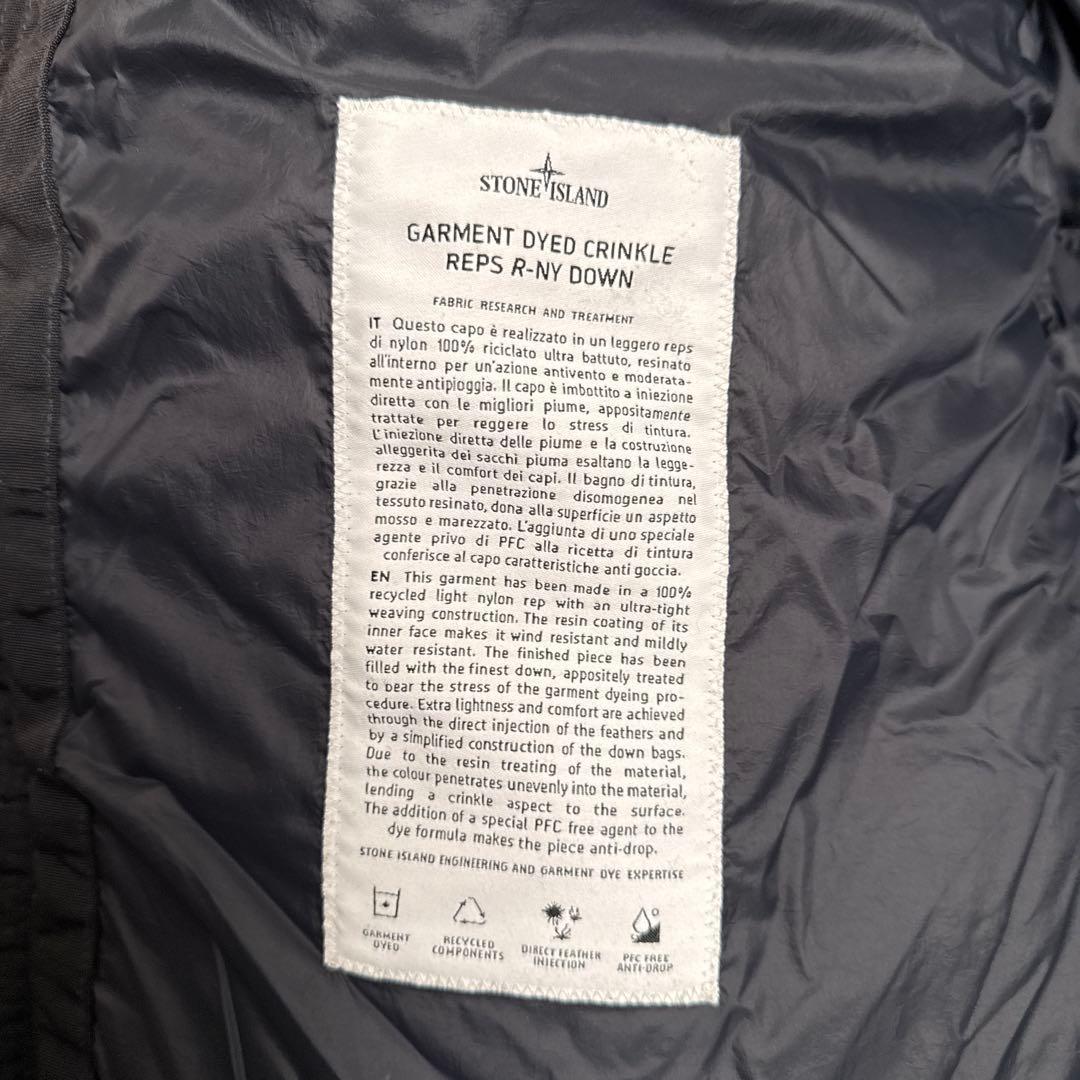 STONE ISLAND
GARMENT DYED CRINKLE
REPS R-NY DOWN
FABRIC RESEARCH AND TREATMENT
IT Questo capo è realizzato in un leggero reps
di nylon 100% riciclato ultra battuto, resinato
all'interno per un'azione antivento e moderata-
mente antipioggia. Il capo è imbottito a iniezione
diretta con le migliori piume, appositamente
trattate per reggere lo stress di tintura.
L'iniezione diretta delle piume e la costruzione
alleggerita dei sacchi piuma esaltano la legge-
rezza e il comfort dei capi. Il bagno di tintura,
grazie alla penetrazione disomogenea nel
tessuto resinato, dona alla superficie un aspetto
mosso e marezzato. L'aggiunta di uno speciale
agente privo di PFC alla ricetta di tintura
conferisce al capo caratteristiche anti goccia.
EN This garment has been made in a 100%
recycled light nylon rep with an ultra-tight
weaving construction. The resin coating of its
inner face makes it wind resistant and mildly
water resistant. The finished piece has been
filled with the finest down, appositely treated
to bear the stress of the garment dyeing pro-
cedure. Extra lightness and comfort are achieved
through the direct injection of the feathers and
by a simplified construction of the down bags.
Due to the resin treating of the material,
the colour penetrates unevenly into the material,
lending a crinkle aspect to the surface.
The addition of a special PFC free agent to the
dye formula makes the piece anti-drop.
STONE ISLAND ENGINEERING AND GARMENT DYE EXPERTISE
GARMENT
DYED
RECYCLED
COMPONENTS
DIRECT FEATHER
INJECTION
PFC FREE
ANTI-DROP